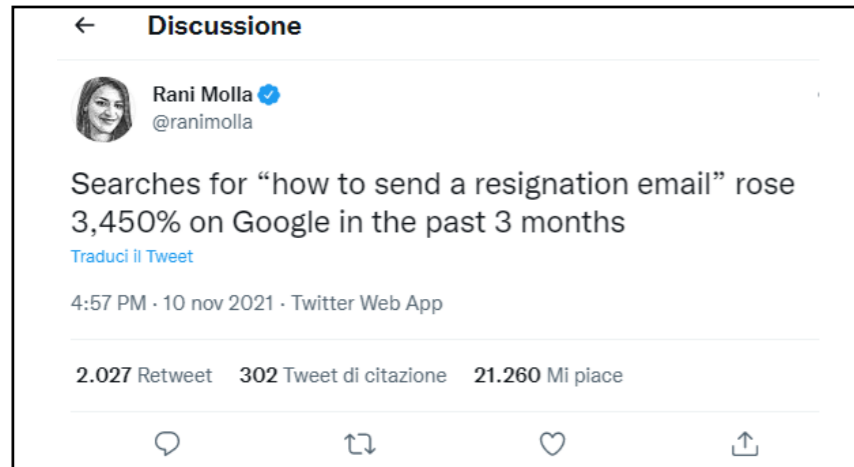 Discussione
Rani Molla
@ranimolla
Searches for “how to send a resignation email” rose
3,450% on Google in the past 3 months
Traduci il Tweet
4:57 PM · 10 nov 2021 · Twitter Web App
2.027 Retweet 302 Tweet di citazione 21.260 Mi piace